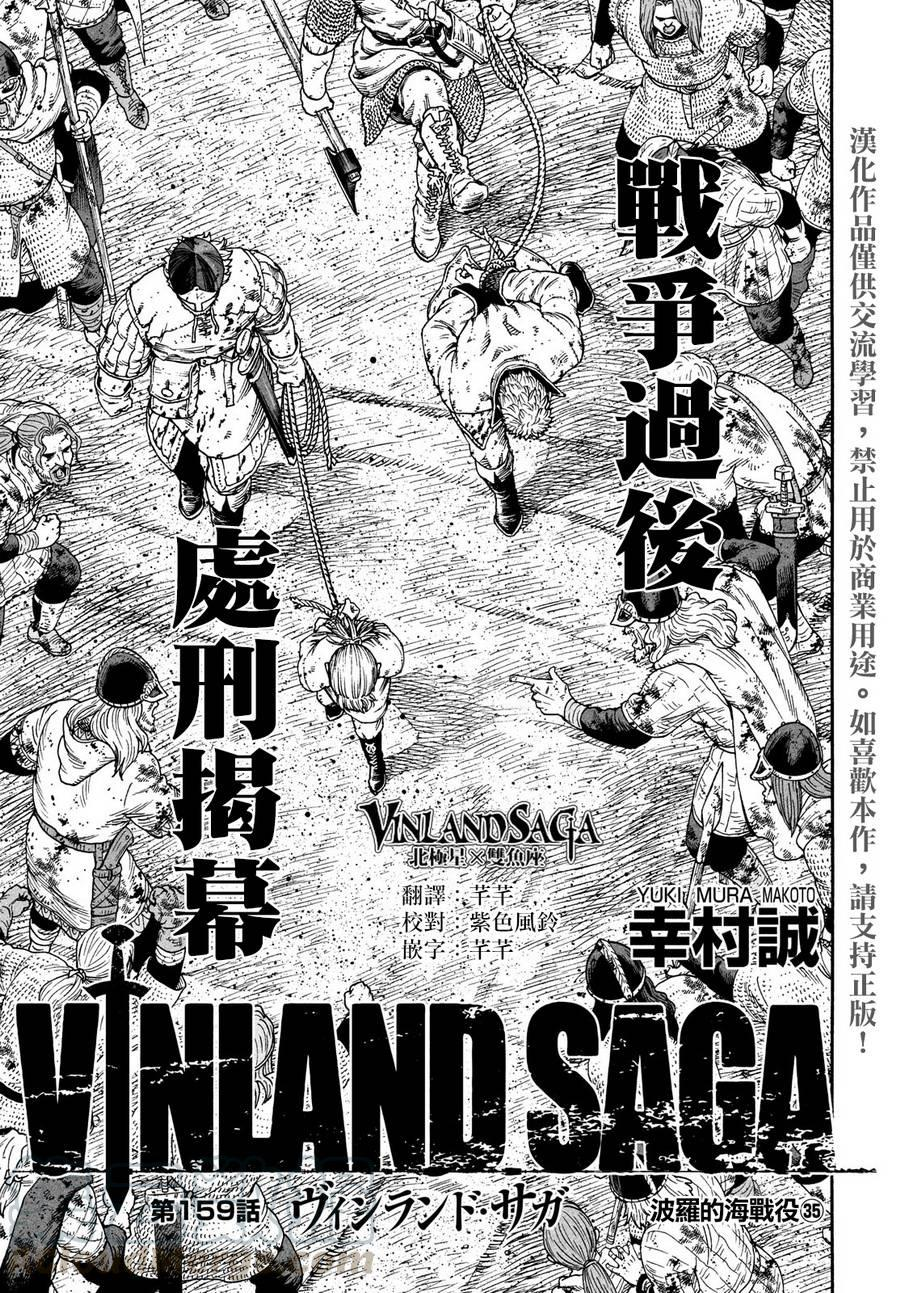 戰爭過後
處刑揭幕
漢化作品僅供交流學習，禁止用於商業用途。如喜歡本作，請支持正版！
VINLAND SAGA
北極星×雙魚座
翻譯：芊芊
校對：紫色風鈴
嵌字：芊芊
YUKIMURA MAKOTO
幸村誠
VINLAND SAGA
第159話 ヴィンランド・サガ 波羅的海戰役㉟